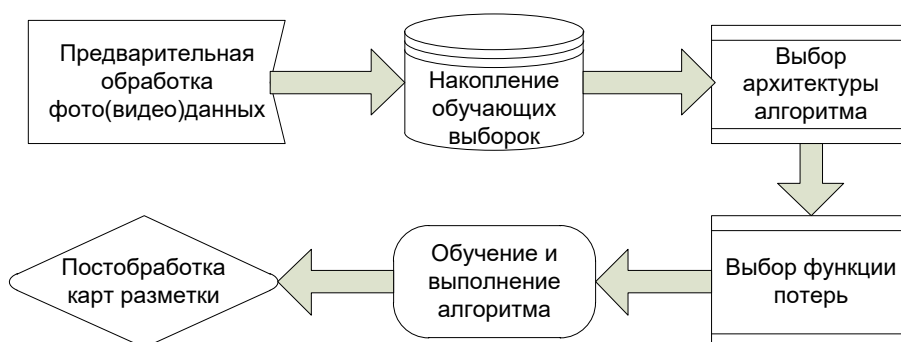 Предварительная
обработка
фото(видео)данных
Накопление
обучающих
выборок
Выбор
архитектуры
алгоритма
Выбор функции
потерь
Обучение и
выполнение
алгоритма
Постобработка
карт разметки